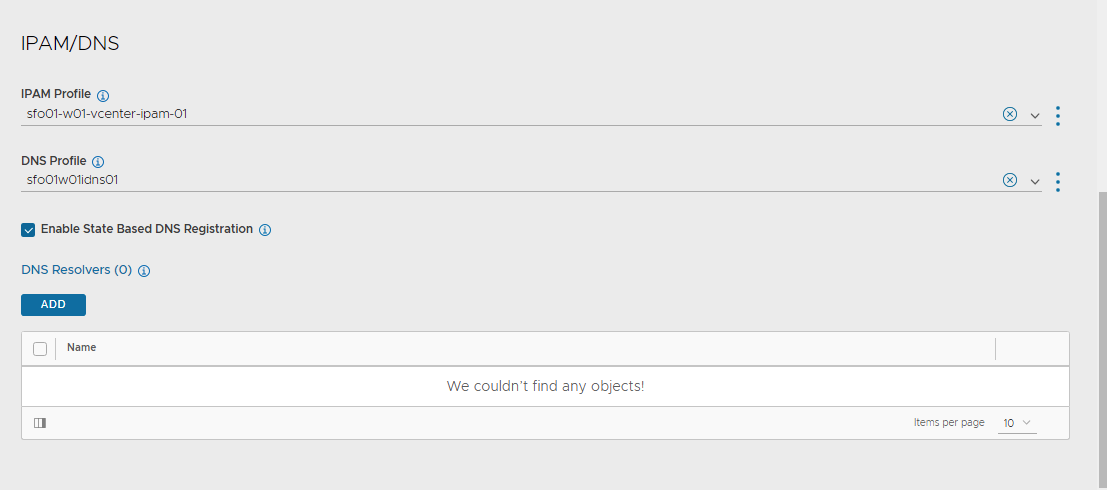 IPAM/DNS
IPAM Profile
sfo01-w01-vcenter-ipam-01
DNS Profile
sfo01w01idns01
Enable State Based DNS Registration
DNS Resolvers (0)
ADD
Name
We couldn't find any objects!
Items per page 10